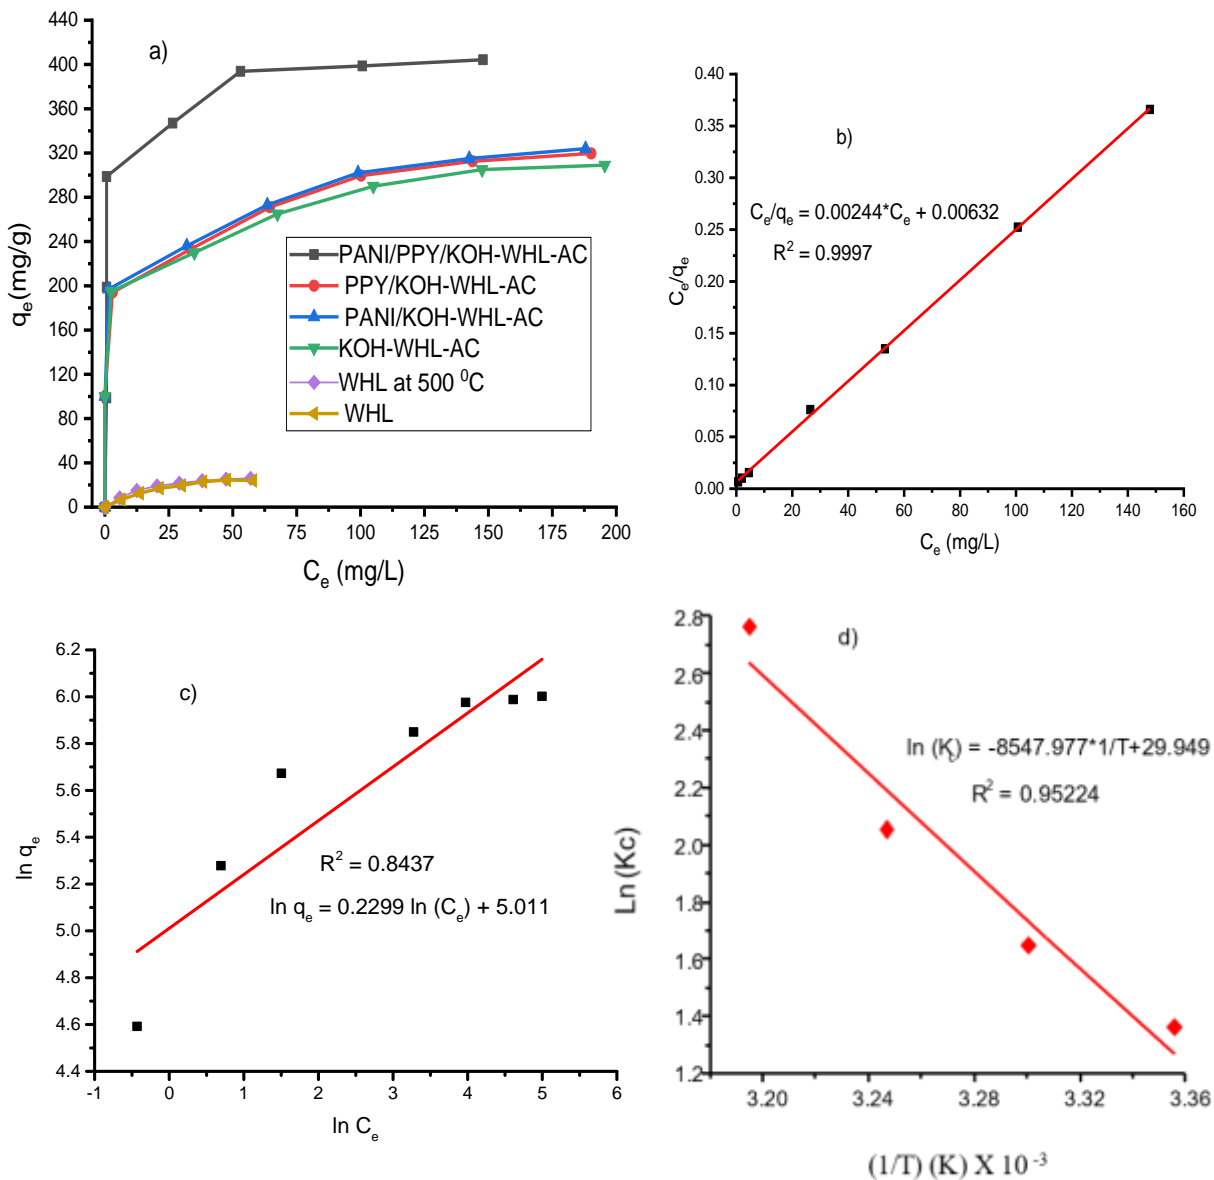 a)
440
400
360
320
280
240
200
160
120
80
40
0
qe (mg/g)
PANI/PPY/KOH-WHL-AC
PPY/KOH-WHL-AC
PANI/KOH-WHL-AC
KOH-WHL-AC
WHL at 500 ⁰C
WHL
0 25 50 75 100 125 150 175 200
Ce (mg/L)
b)
0.40
0.35
0.30
0.25
0.20
0.15
0.10
0.05
0.00
Ce/qe
Ce/qe = 0.00244*Ce + 0.00632
R² = 0.9997
0 20 40 60 80 100 120 140 160
Ce (mg/L)
c)
6.2
6.0
5.8
5.6
5.4
5.2
5.0
4.8
4.6
4.4
ln qe
R² = 0.8437
ln qe = 0.2299 ln (Ce) + 5.011
-1 0 1 2 3 4 5 6
ln Ce
d)
2.8
2.6
2.4
2.2
2.0
1.8
1.6
1.4
1.2
Ln (Kc)
ln (Kc) = -8547.977*1/T+29.949
R² = 0.95224
3.20 3.24 3.28 3.32 3.36
(1/T) (K) X 10⁻³